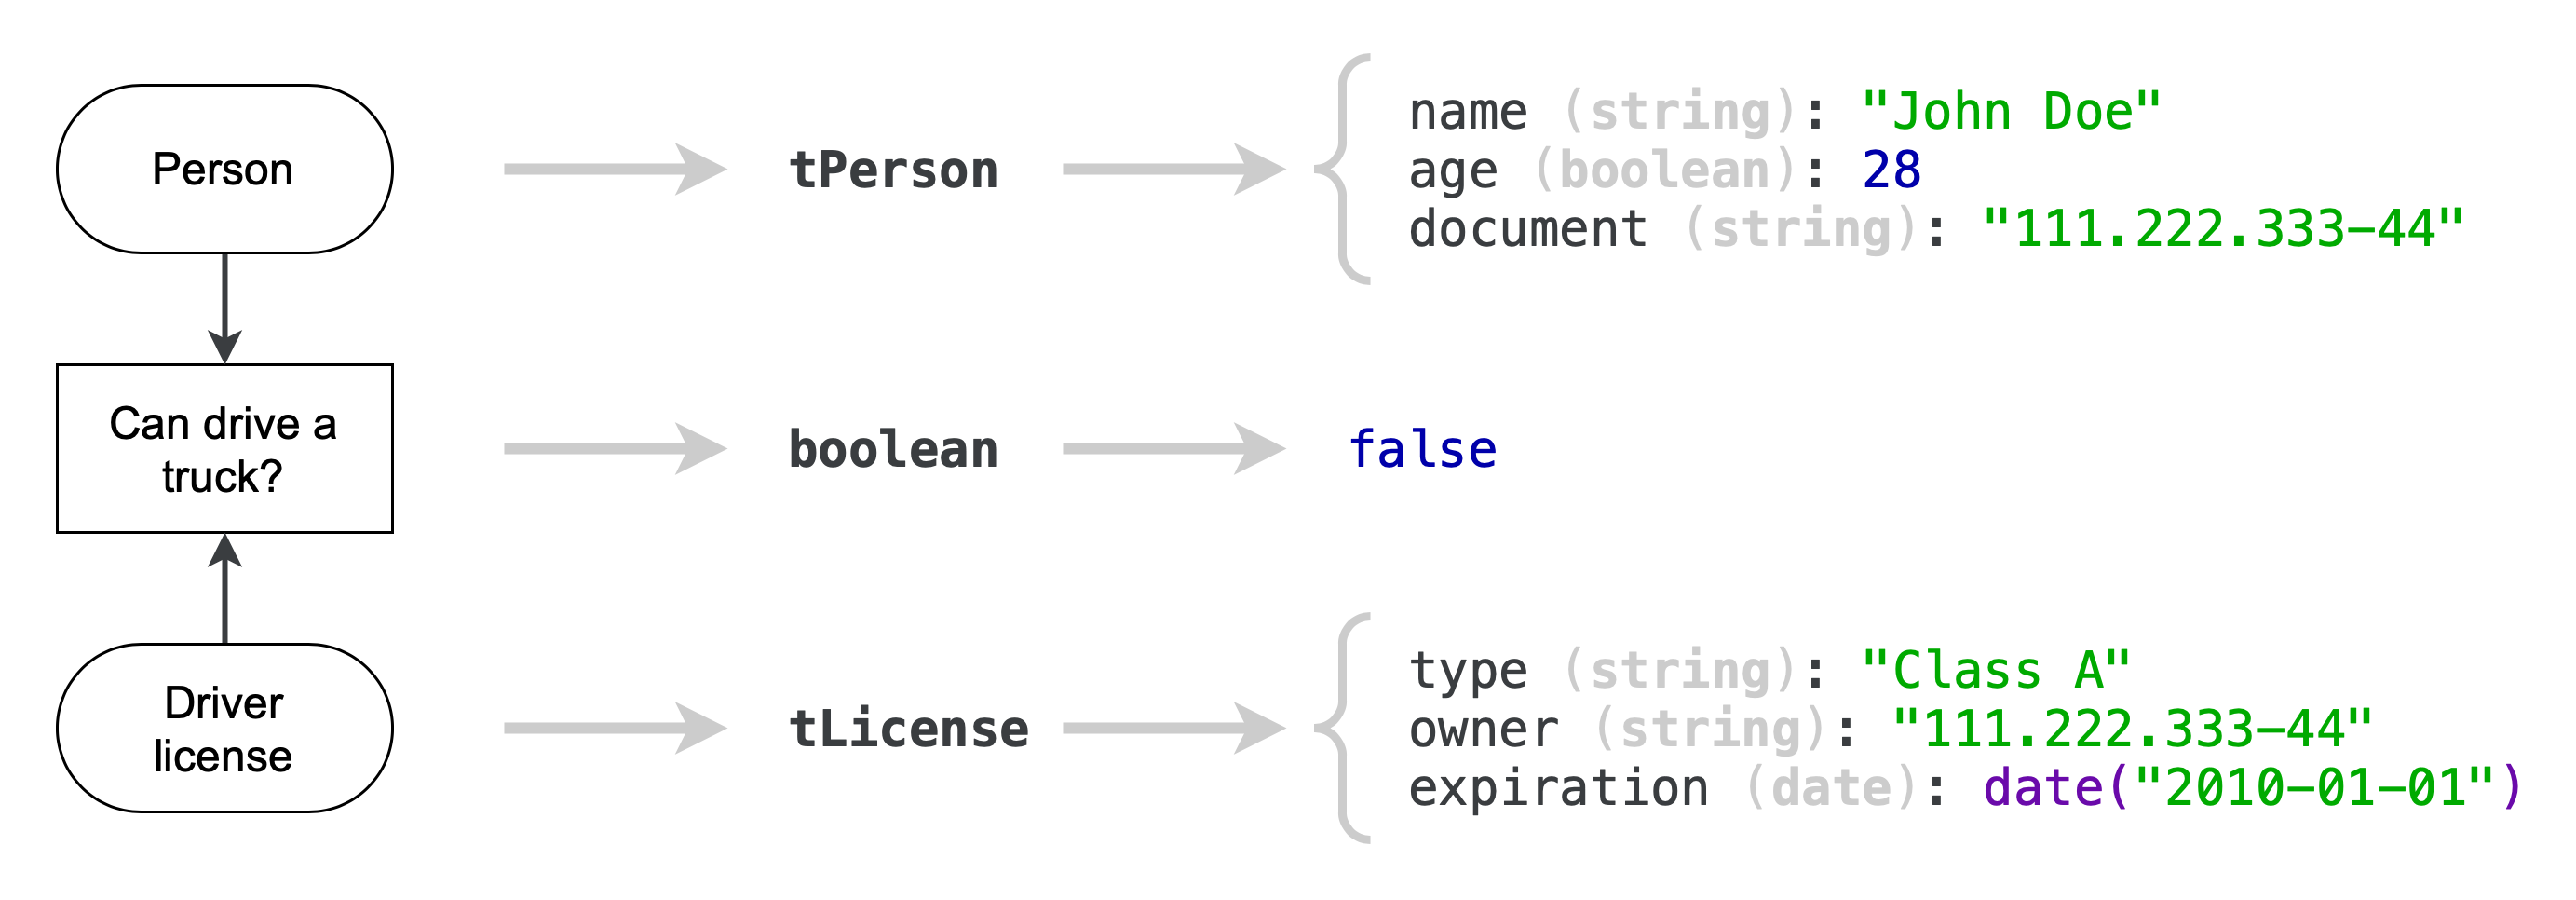 Person
tPerson
name (string): "John Doe"
age (boolean): 28
document (string): "111.222.333-44"
Can drive a
truck?
boolean
false
Driver
license
tLicense
type (string): "Class A"
owner (string): "111.222.333-44"
expiration (date): date("2010-01-01")